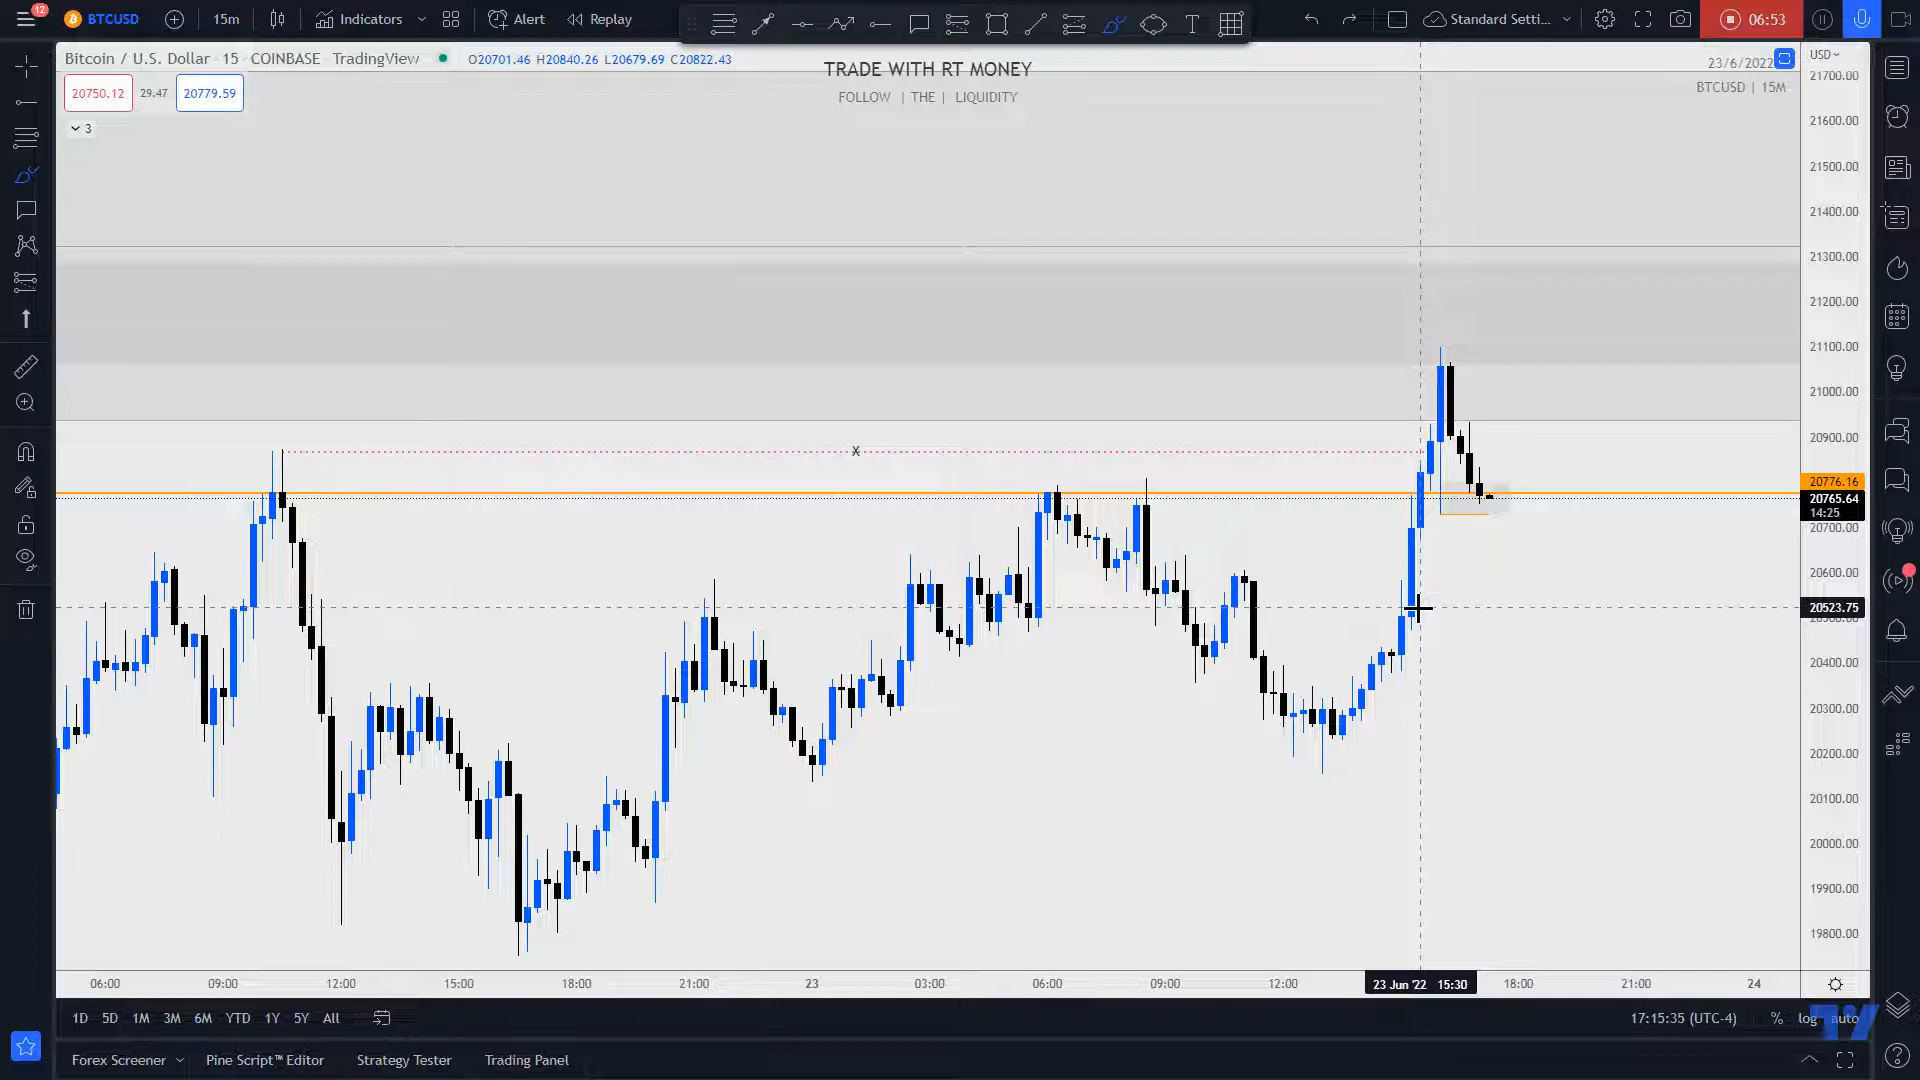 12
BTCUSD
15m
Indicators
Alert
Replay
Standard Setti...
06:53
Bitcoin / U.S. Dollar · 15 · COINBASE TradingView
O20701.46 H20840.26 L20679.69 C20822.43
TRADE WITH RT MONEY
FOLLOW | THE | LIQUIDITY
23/6/2022
BTCUSD | 15M
USD
20750.12
29.47
20779.59
3
X
21700.00
21600.00
21500.00
21400.00
21300.00
21200.00
21100.00
21000.00
20900.00
20776.16
20765.64
14:25
20700.00
20600.00
20523.75
20400.00
20300.00
20200.00
20100.00
20000.00
19900.00
19800.00
06:00 09:00 12:00 15:00 18:00 21:00 23 03:00 06:00 09:00 12:00 23 Jun '22 15:30 18:00 21:00 24
1D 5D 1M 3M 6M YTD 1Y 5Y All
17:15:35 (UTC-4)
% log auto
Forex Screener
Pine Script™ Editor
Strategy Tester
Trading Panel